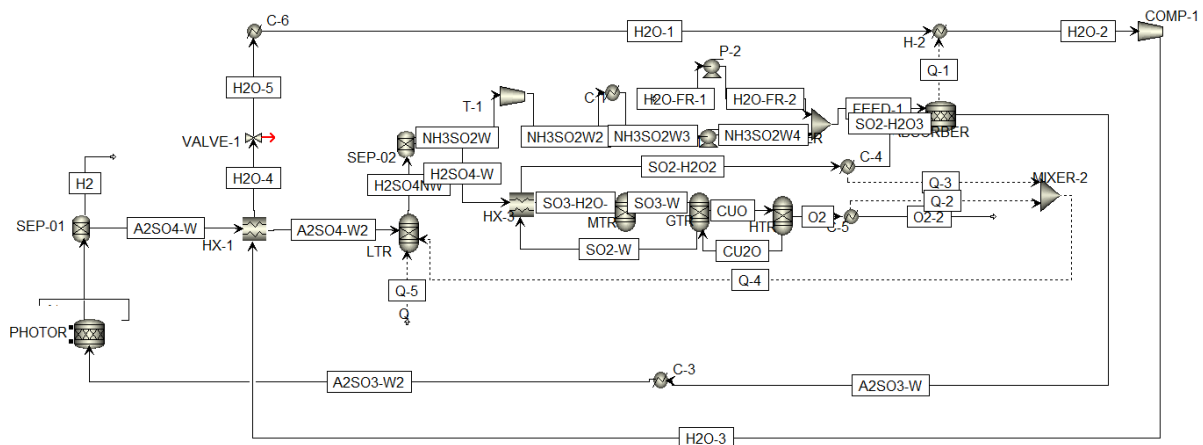 C-6
COMP-1
H2O-1
H-2
H2O-2
P-2
H2O-5
Q-1
T-1
C
H2O-FR-1
H2O-FR-2
FEED-1
VALVE-1
NH3SO2W
NH3SO2W2
NH3SO2W3
NH3SO2W4
SO2-H2O3
SEP-02
H2O-4
H2
H2SO4-W
SO2-H2O2
C-4
MIXER-2
H2SO4NW
Q-3
Q-2
SEP-01
A2SO4-W
HX-1
A2SO4-W2
LTR
SO3-H2O-
MTR
SO3-W
GTR
CUO
HTR
O2
O2-2
SO2-W
CU2O
Q-4
Q-5
Q
PHOTOR
A2SO3-W2
C-3
A2SO3-W
H2O-3